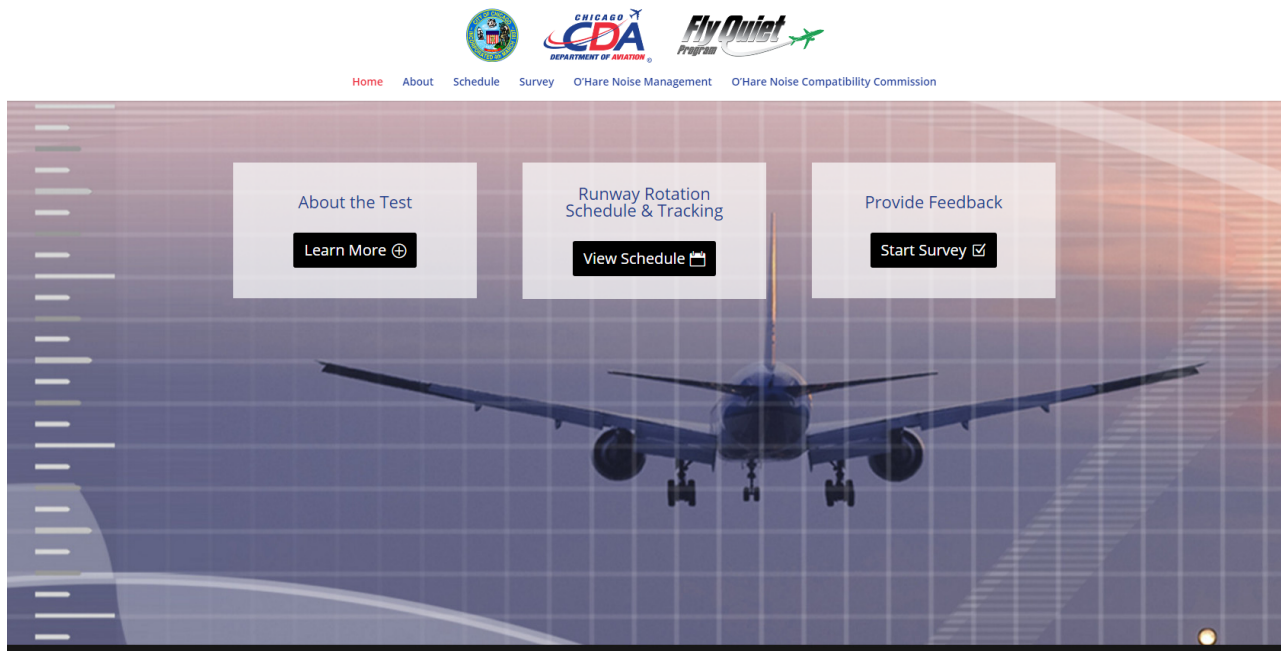 CHICAGO
CDA
DEPARTMENT OF AVIATION
Fly Quiet
Program
Home About Schedule Survey O'Hare Noise Management O'Hare Noise Compatibility Commission
About the Test
Learn More
Runway Rotation
Schedule & Tracking
View Schedule
Provide Feedback
Start Survey